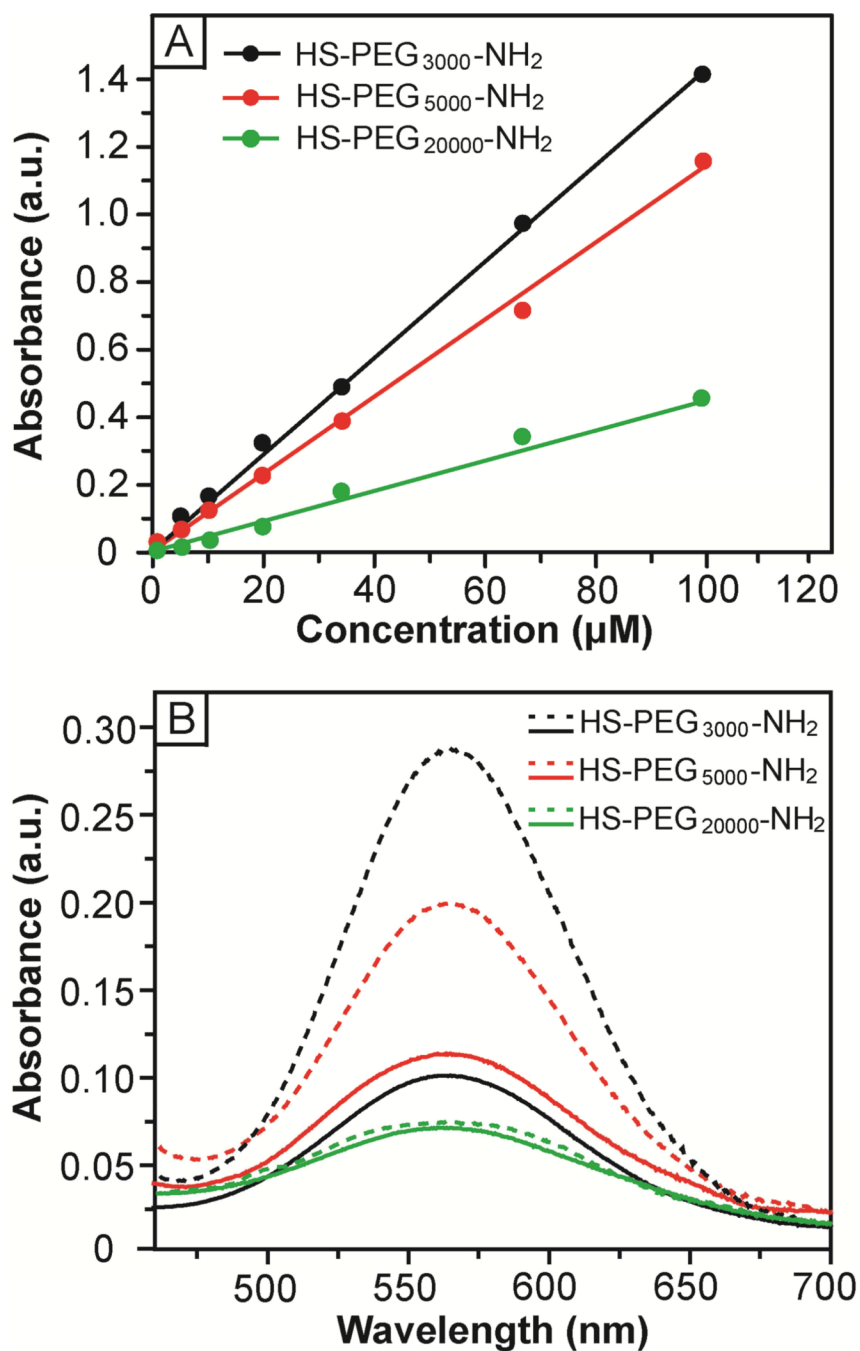 A
HS-PEG3000-NH2
HS-PEG5000-NH2
HS-PEG20000-NH2
Absorbance (a.u.)
1.4
1.2
1.0
0.8
0.6
0.4
0.2
0
0 20 40 60 80 100 120
Concentration (µM)
B
HS-PEG3000-NH2
HS-PEG5000-NH2
HS-PEG20000-NH2
Absorbance (a.u.)
0.30
0.25
0.20
0.15
0.10
0.05
0
500 550 600 650 700
Wavelength (nm)